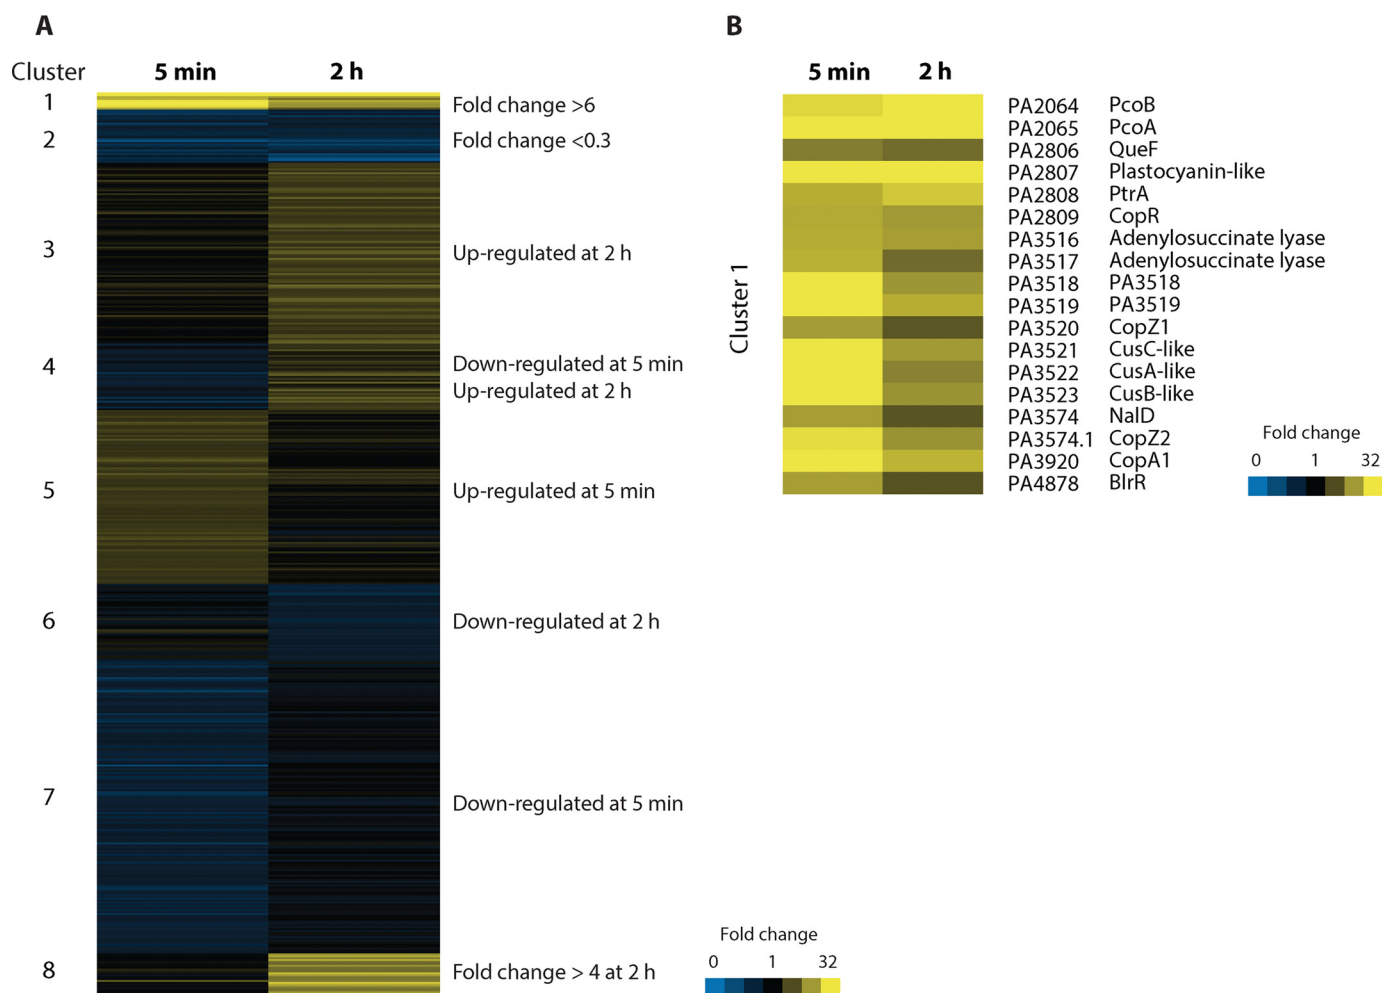 A
Cluster 5 min 2 h
1 Fold change >6
2 Fold change <0.3
3 Up-regulated at 2 h
4 Down-regulated at 5 min
Up-regulated at 2 h
5 Up-regulated at 5 min
6 Down-regulated at 2 h
7 Down-regulated at 5 min
8 Fold change > 4 at 2 h
Fold change
0 1 32
B
5 min 2 h
Cluster 1
PA2064 PcoB
PA2065 PcoA
PA2806 QueF
PA2807 Plastocyanin-like
PA2808 PtrA
PA2809 CopR
PA3516 Adenylosuccinate lyase
PA3517 Adenylosuccinate lyase
PA3518 PA3518
PA3519 PA3519
PA3520 CopZ1
PA3521 CusC-like
PA3522 CusA-like
PA3523 CusB-like
PA3574 NalD
PA3574.1 CopZ2
PA3920 CopA1
PA4878 BlrR
Fold change
0 1 32